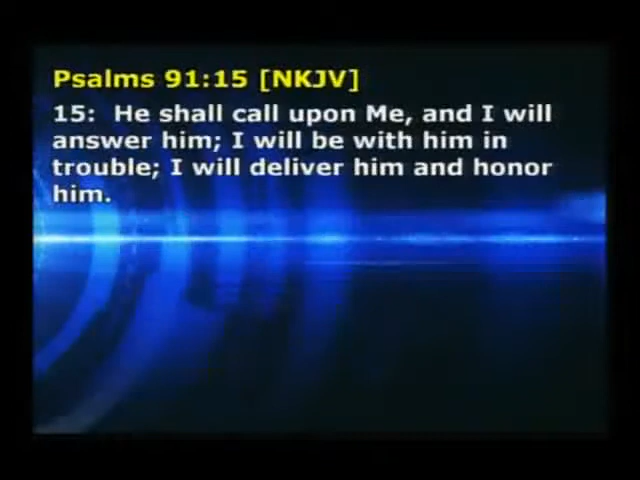 Psalms 91:15 [NKJV]
15:  He shall call upon Me, and I will
answer him; I will be with him in
trouble; I will deliver him and honor
him.